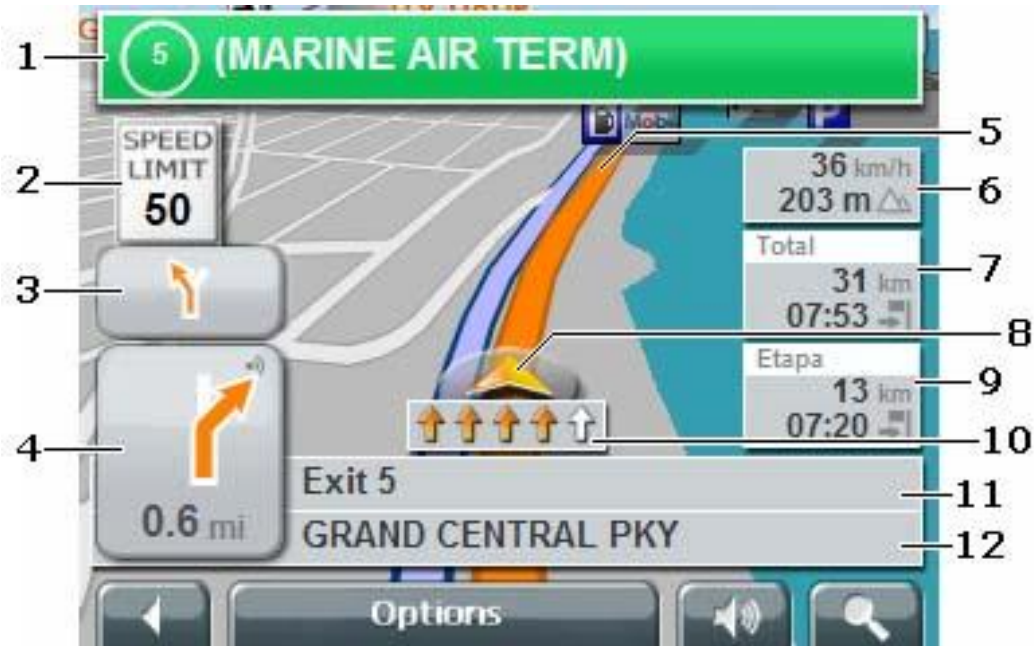 1
5 (MARINE AIR TERM)
2
SPEED
LIMIT
50
3
4
0.6 mi
Mobil
P
5
36 km/h
203 m
6
Total
31 km
07:53
7
8
Etapa
13 km
07:20
9
10
Exit 5
11
GRAND CENTRAL PKY
12
Options